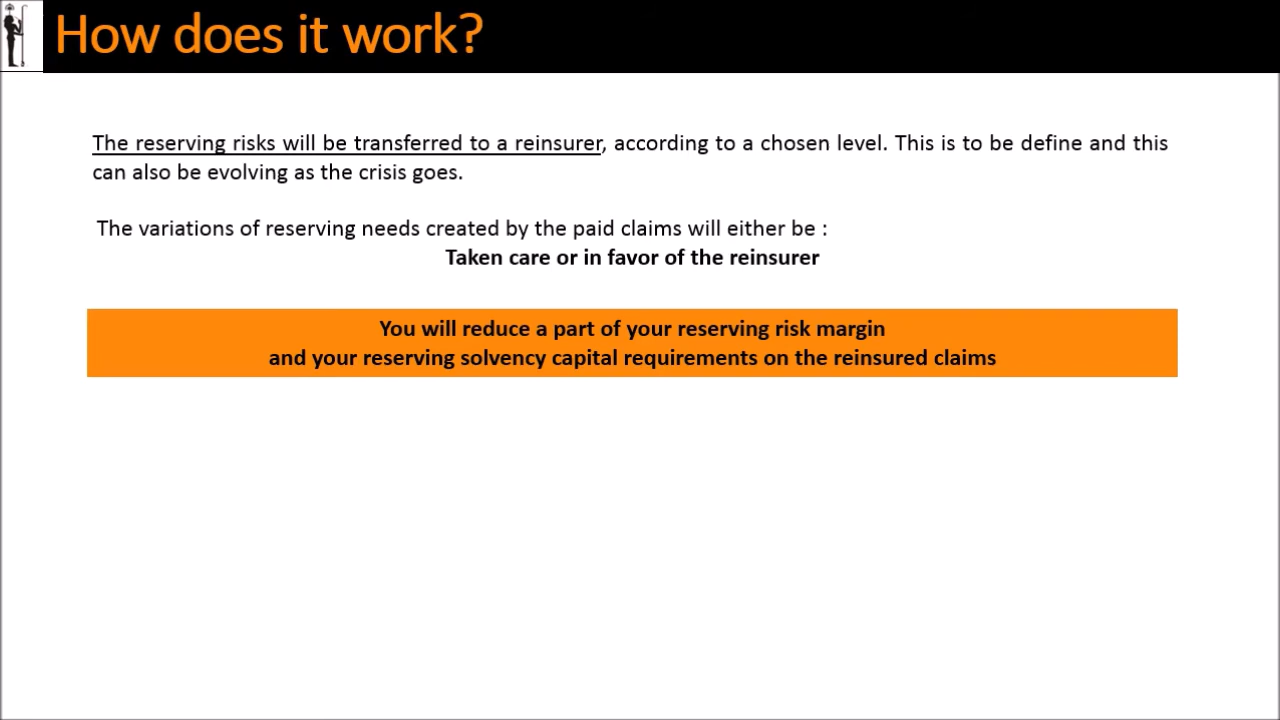 How does it work?
The reserving risks will be transferred to a reinsurer, according to a chosen level. This is to be define and this
can also be evolving as the crisis goes.
The variations of reserving needs created by the paid claims will either be :
Taken care or in favor of the reinsurer
You will reduce a part of your reserving risk margin
and your reserving solvency capital requirements on the reinsured claims